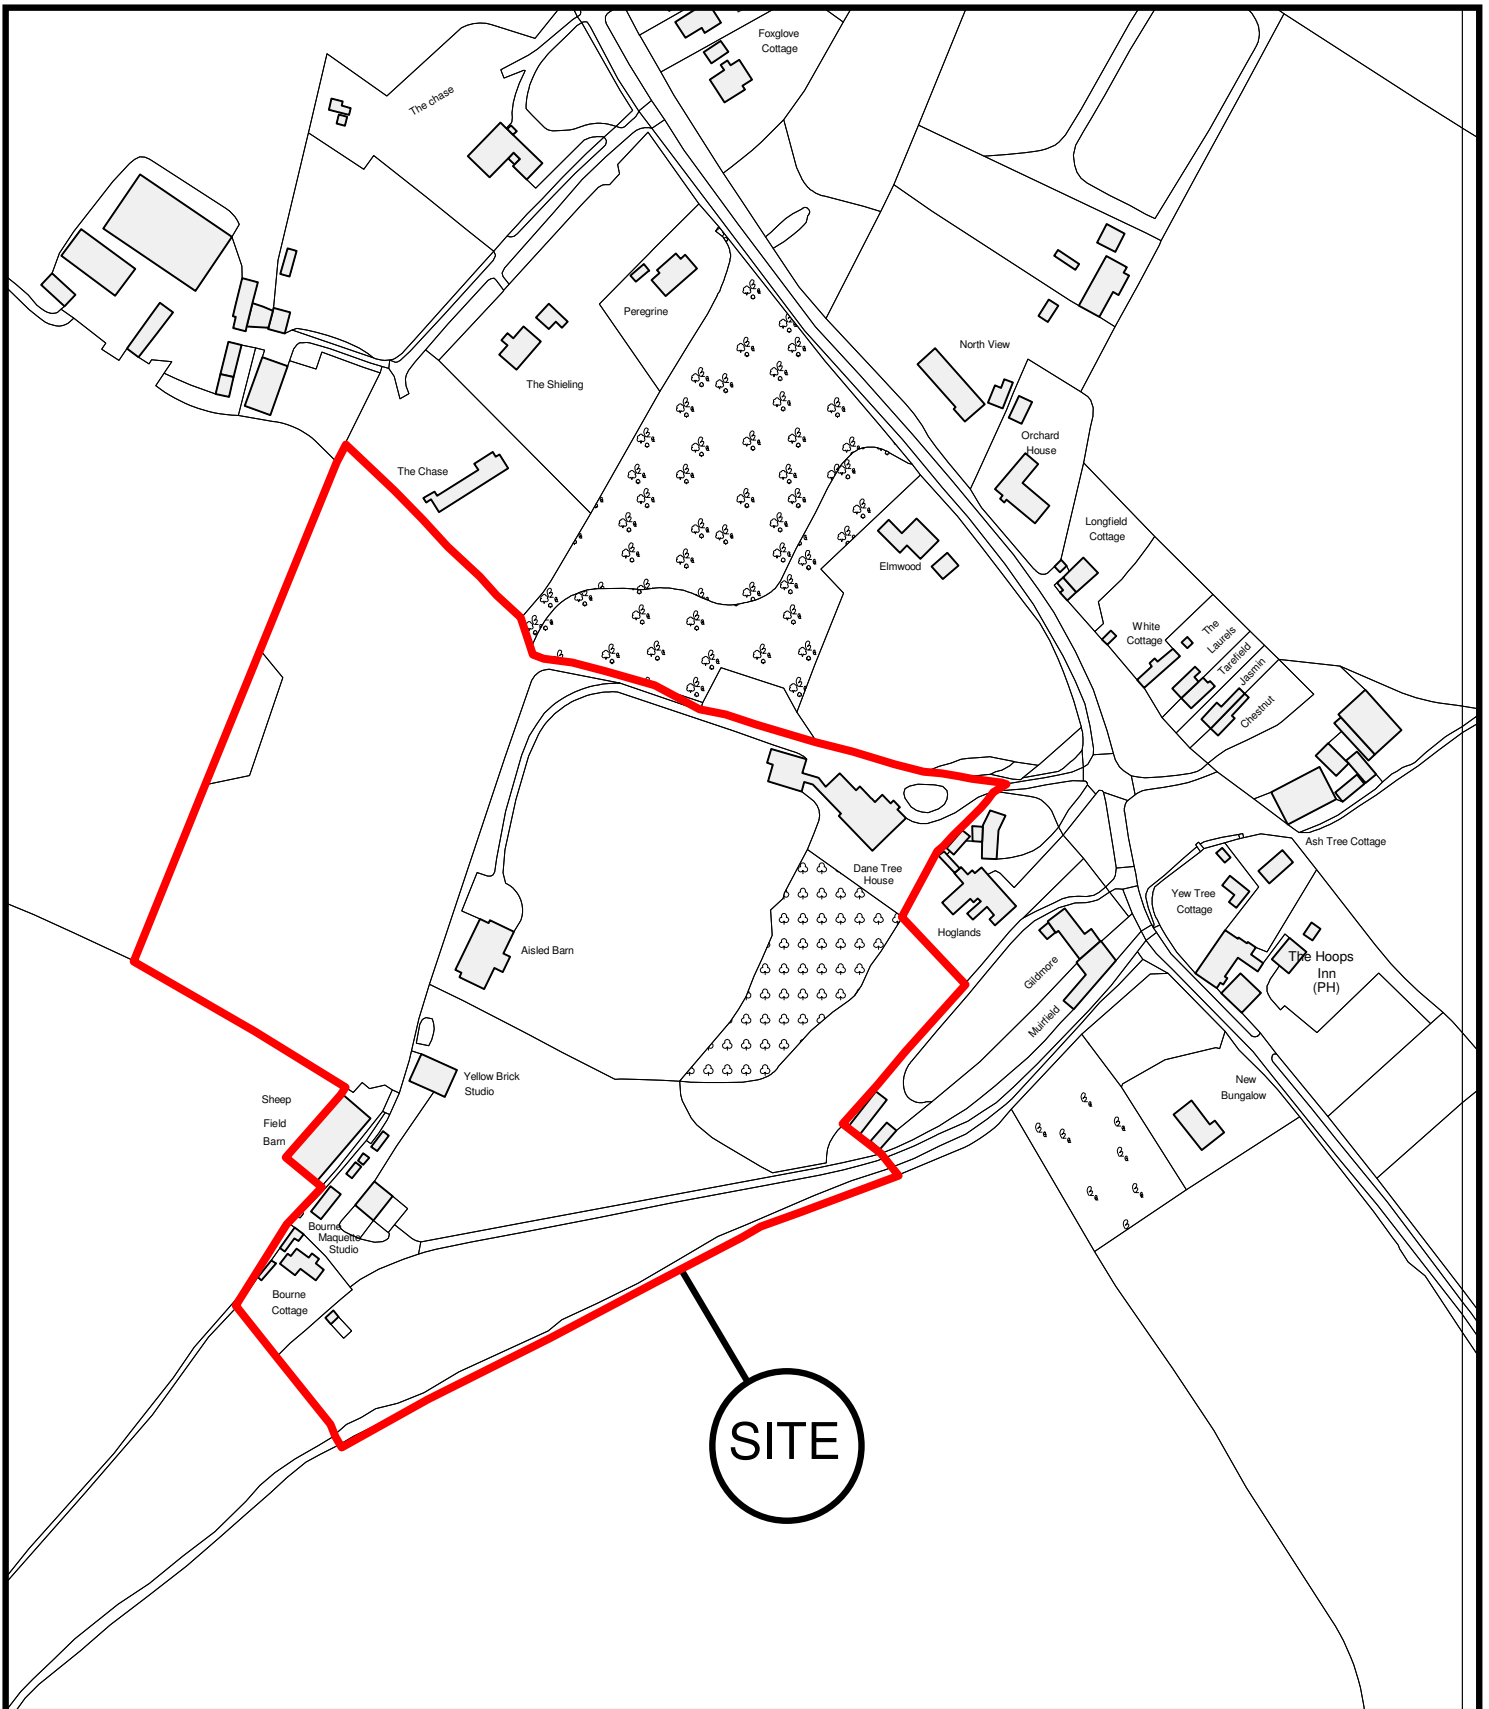 Foxglove
Cottage
The chase
Peregrine
North View
The Shieling
Orchard
House
The Chase
Longfield
Cottage
Elmwood
White
Cottage
The
Laurels
Tarefield
Jasmin
Chestnut
Ash Tree Cottage
Dane Tree
House
Yew Tree
Cottage
Hoglands
Aisled Barn
Gildmore
The Hoops
Inn
(PH)
Muirfield
Yellow Brick
Studio
New
Bungalow
Sheep
Field
Barn
Bourne
Maquette
Studio
Bourne
Cottage
SITE